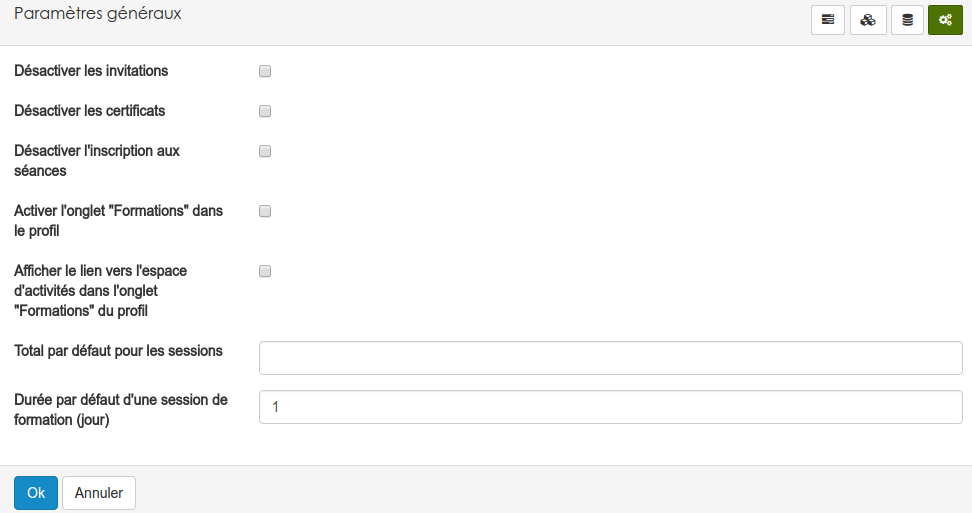 Paramètres généraux
Désactiver les invitations
Désactiver les certificats
Désactiver l'inscription aux
séances
Activer l'onglet "Formations" dans
le profil
Afficher le lien vers l'espace
d'activités dans l'onglet
"Formations" du profil
Total par défaut pour les sessions
Durée par défaut d'une session de
formation (jour)
1
Ok
Annuler